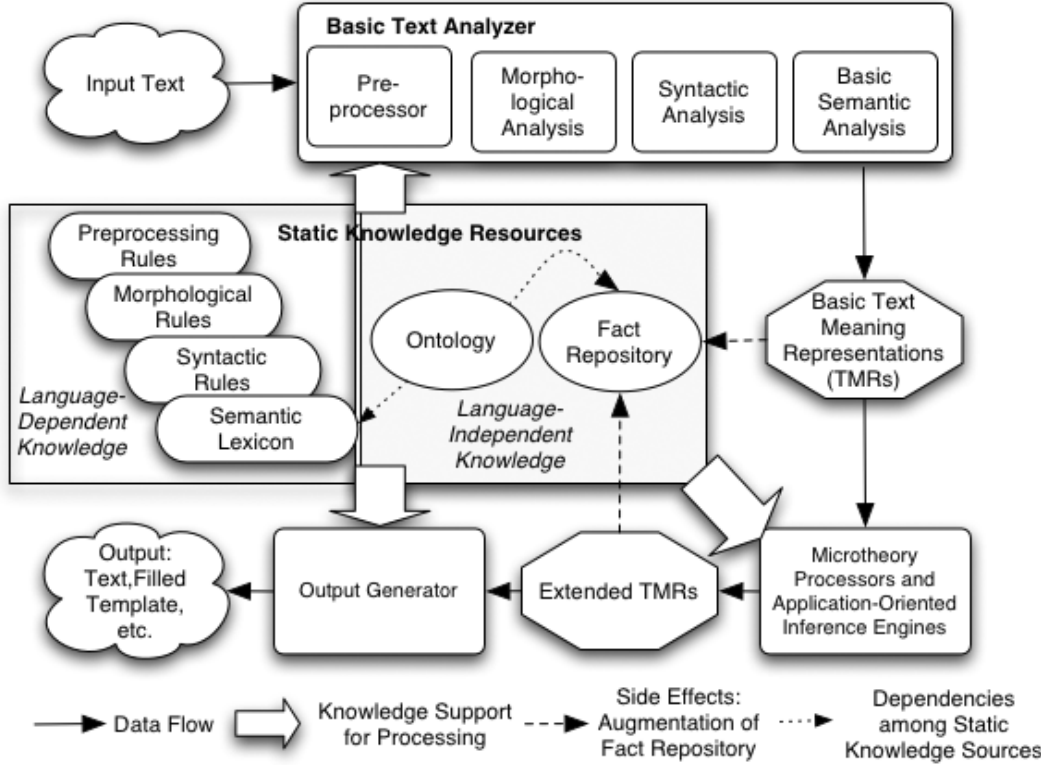 Basic Text Analyzer
Input Text
Pre-
processor
Morpho-
logical
Analysis
Syntactic
Analysis
Basic
Semantic
Analysis
Static Knowledge Resources
Preprocessing
Rules
Morphological
Rules
Syntactic
Rules
Semantic
Lexicon
Language-
Dependent
Knowledge
Ontology
Fact
Repository
Language-
Independent
Knowledge
Basic Text
Meaning
Representations
(TMRs)
Output:
Text,Filled
Template,
etc.
Output Generator
Extended TMRs
Microtheory
Processors and
Application-Oriented
Inference Engines
Data Flow
Knowledge Support
for Processing
Side Effects:
Augmentation of
Fact Repository
Dependencies
among Static
Knowledge Sources